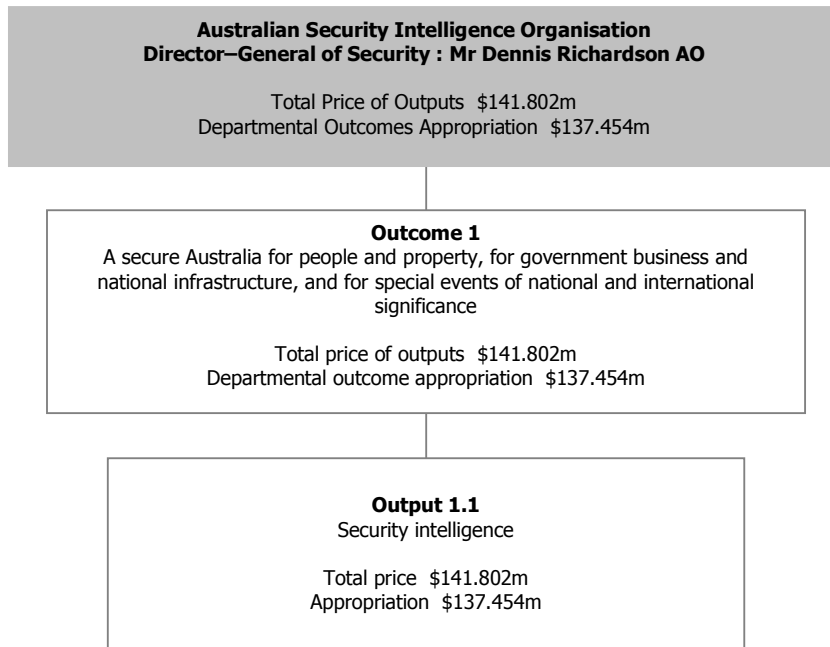 Australian Security Intelligence Organisation
Director–General of Security : Mr Dennis Richardson AO
Total Price of Outputs $141.802m
Departmental Outcomes Appropriation $137.454m
Outcome 1
A secure Australia for people and property, for government business and
national infrastructure, and for special events of national and international
significance
Total price of outputs $141.802m
Departmental outcome appropriation $137.454m
Output 1.1
Security intelligence
Total price $141.802m
Appropriation $137.454m